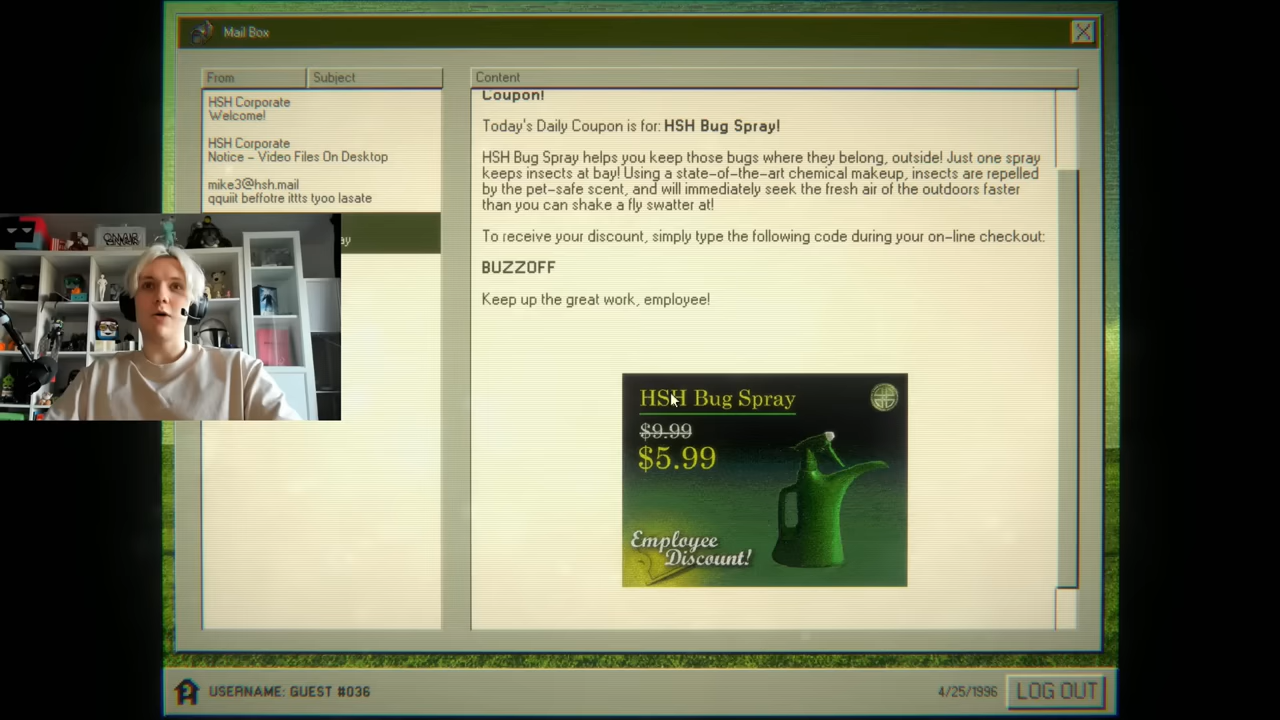 Mail Box
From
Subject
Content
HSH Corporate
Welcome!
HSH Corporate
Notice - Video Files On Desktop
mike3@hsh.mail
qquiit beffotre ittts tyoo lasate
ay
Coupon!
Today's Daily Coupon is for: HSH Bug Spray!
HSH Bug Spray helps you keep those bugs where they belong, outside! Just one spray
keeps insects at bay! Using a state-of-the-art chemical makeup, insects are repelled
by the pet-safe scent, and will immediately seek the fresh air of the outdoors faster
than you can shake a fly swatter at!
To receive your discount, simply type the following code during your on-line checkout:
BUZZOFF
Keep up the great work, employee!
HSH Bug Spray
$9.99
$5.99
Employee
Discount!
USERNAME: GUEST #036
4/25/1996
LOG OUT